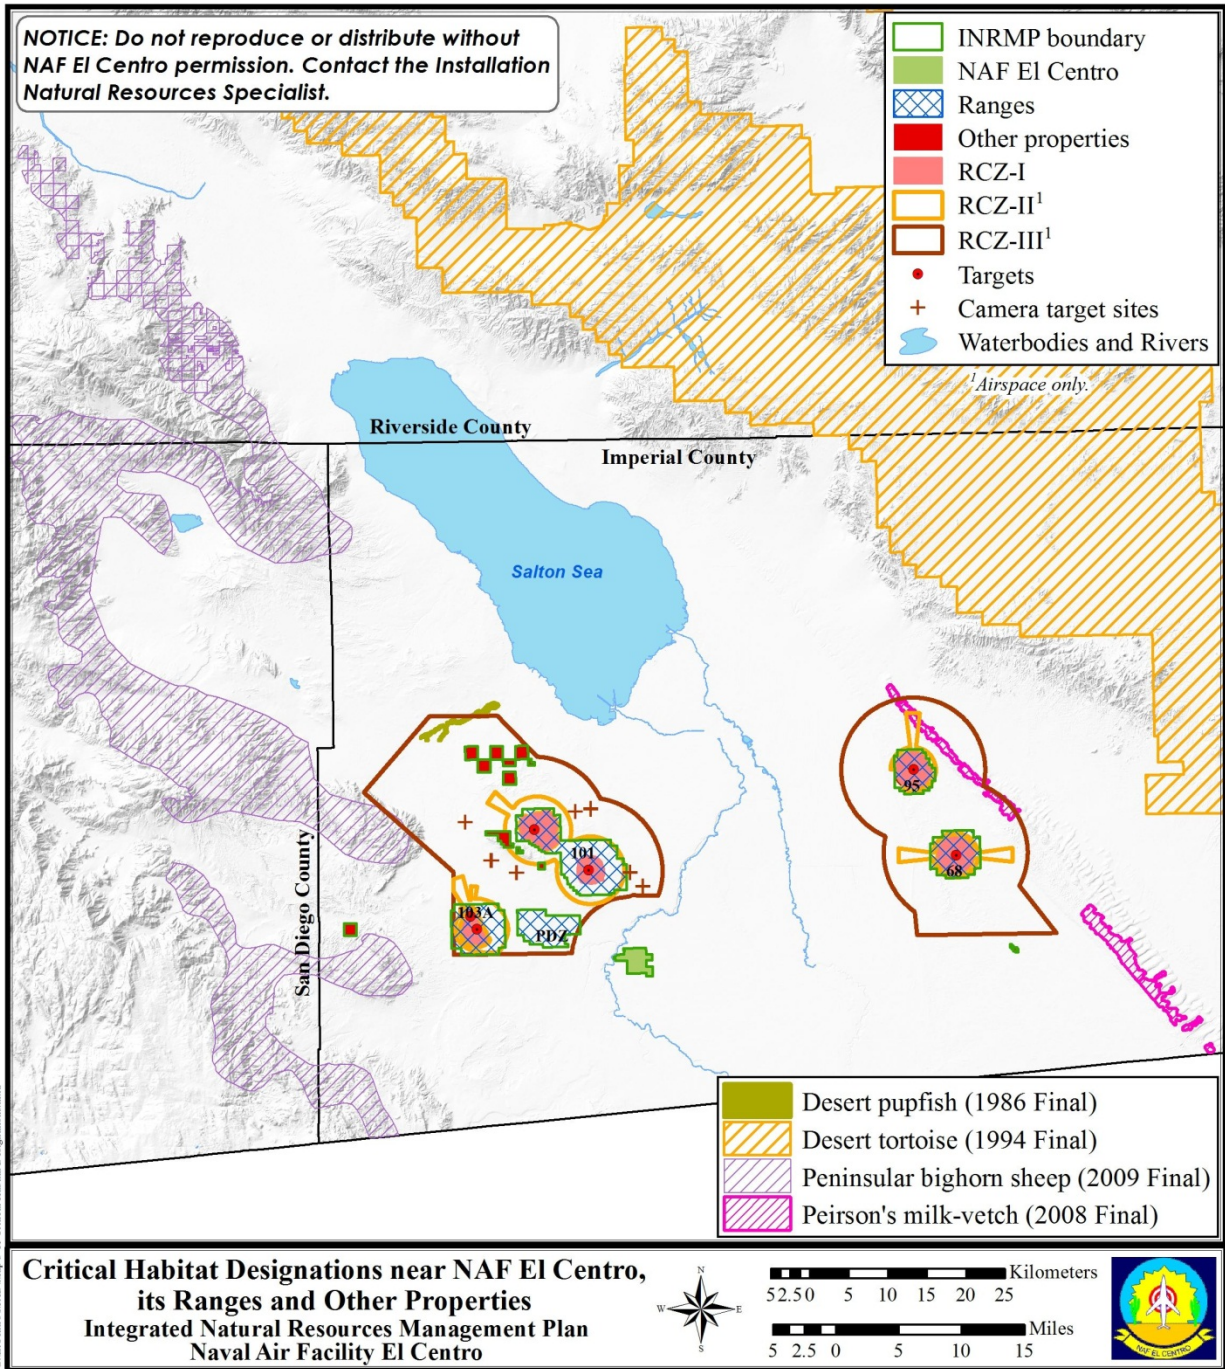 NOTICE: Do not reproduce or distribute without
NAF El Centro permission. Contact the Installation
Natural Resources Specialist.
INRMP boundary
NAF El Centro
Ranges
Other properties
RCZ-I
RCZ-II¹
RCZ-III¹
Targets
Camera target sites
Waterbodies and Rivers
¹Airspace only.
Riverside County
Imperial County
Salton Sea
San Diego County
95
101
68
103A
PDZ
Desert pupfish (1986 Final)
Desert tortoise (1994 Final)
Peninsular bighorn sheep (2009 Final)
Peirson's milk-vetch (2008 Final)
Critical Habitat Designations near NAF El Centro,
its Ranges and Other Properties
Integrated Natural Resources Management Plan
Naval Air Facility El Centro
N
W E
S
Kilometers
5 2.5 0 5 10 15 20 25
Miles
5 2.5 0 5 10 15
NAF EL CENTRO